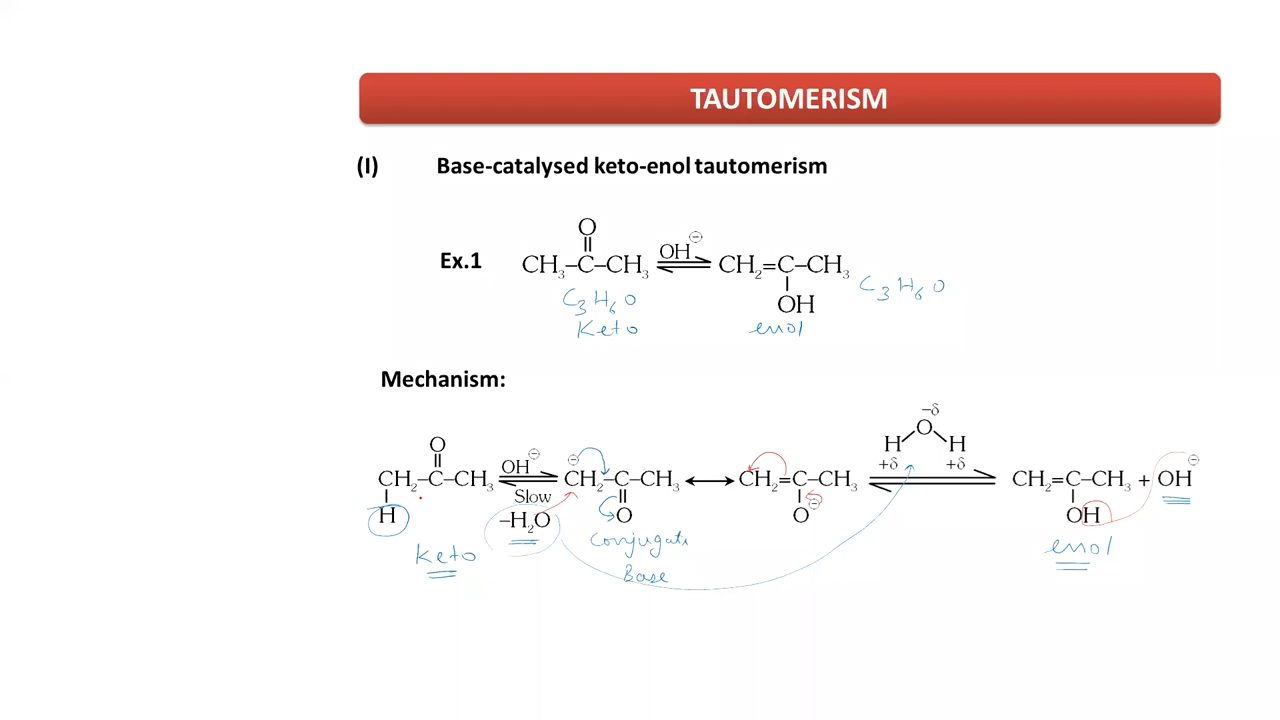 TAUTOMERISM
(I) Base-catalysed keto-enol tautomerism
O
Ex.1 CH₃–C–CH₃ OH⊖ CH₂=C–CH₃ C₃H₆O
C₃H₆O OH
Keto enol
Mechanism:
−δ
O O
H H
CH₂–C–CH₃ OH⊖ ⊖CH₂–C–CH₃ CH₂=C–CH₃ +δ +δ CH₂=C–CH₃ + OH⊖
Slow
H –H₂O O O⊖ OH
Keto Conjugate enol
Base